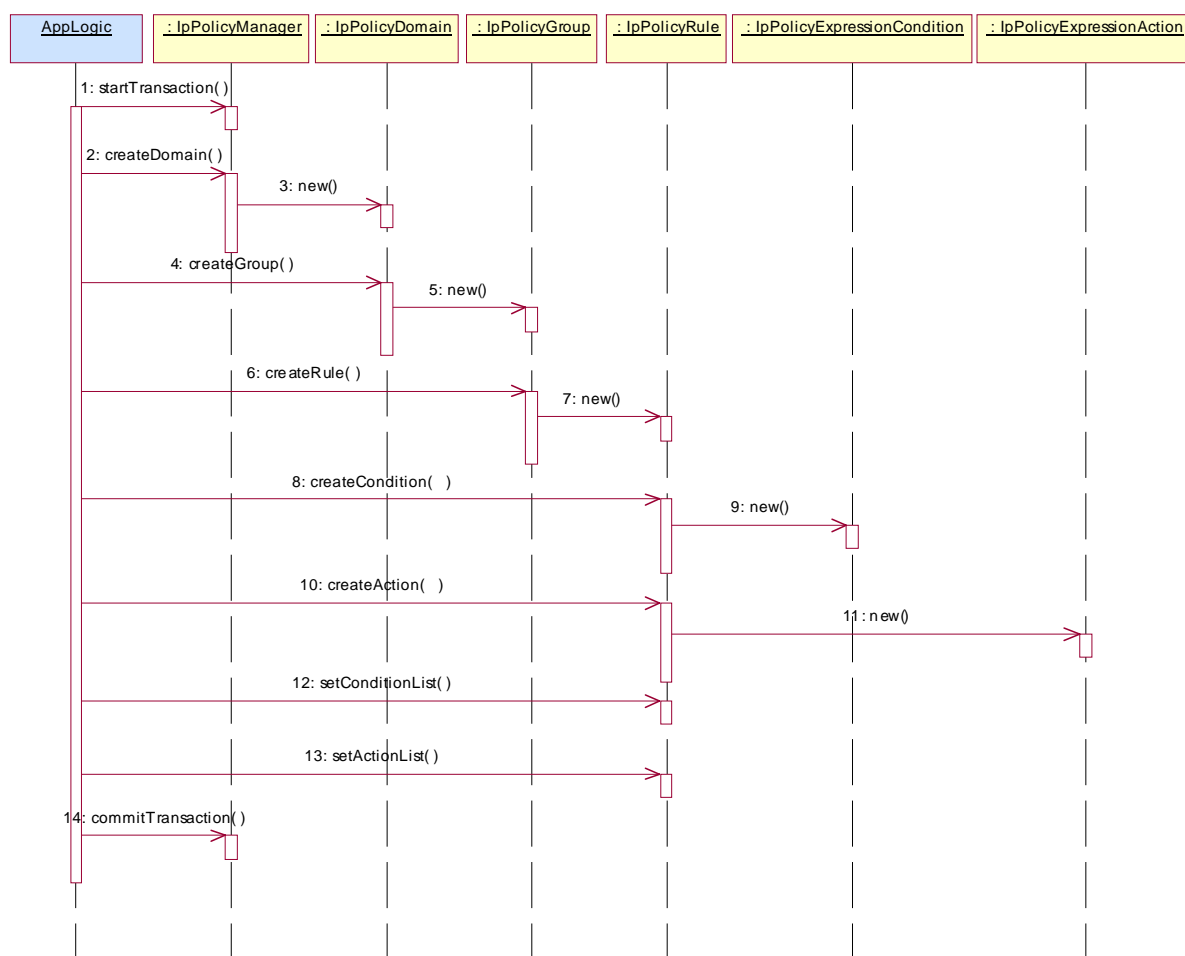 AppLogic
: IpPolicyManager
: IpPolicyDomain
: IpPolicyGroup
: IpPolicyRule
: IpPolicyExpressionCondition
: IpPolicyExpressionAction
1: startTransaction( )
2: createDomain( )
3: new()
4: createGroup( )
5: new()
6: createRule( )
7: new()
8: createCondition( )
9: new()
10: createAction( )
11: new()
12: setConditionList( )
13: setActionList( )
14: commitTransaction( )